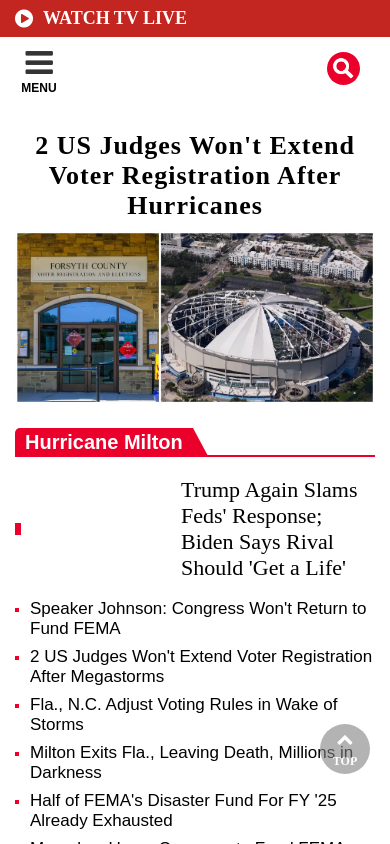 WATCH TV LIVE
MENU
2 US Judges Won't Extend
Voter Registration After
Hurricanes
FORSYTH COUNTY
VOTER REGISTRATION AND ELECTIONS
Hurricane Milton
Trump Again Slams
Feds' Response;
Biden Says Rival
Should 'Get a Life'
Speaker Johnson: Congress Won't Return to
Fund FEMA
2 US Judges Won't Extend Voter Registration
After Megastorms
Fla., N.C. Adjust Voting Rules in Wake of
Storms
Milton Exits Fla., Leaving Death, Millions in
Darkness
TOP
Half of FEMA's Disaster Fund For FY '25
Already Exhausted